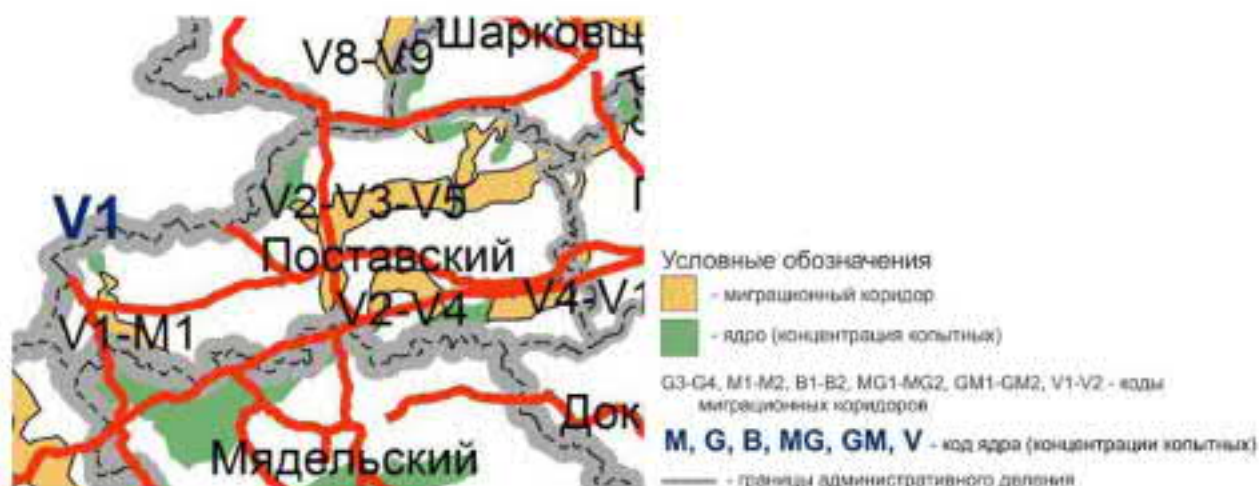 Шарковщ
V8-V9
V1
V2-V3-V5
Поставский
V2-V4
V4-V1
V1-M1
Док
Мядельский
Условные обозначения
- миграционный коридор
- ядро (концентрация копытных)
G3-G4, M1-M2, B1-B2, MG1-MG2, GM1-GM2, V1-V2 - коды
миграционных коридоров
M, G, B, MG, GM, V - код ядра (концентрации копытных)
- границы административного деления